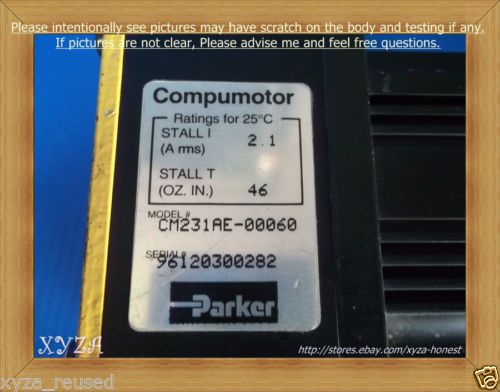 Please intentionally see pictures may have scratch on the body and testing if any.
If pictures are not clear, Please advise me and feel free questions.
Compumotor
Ratings for 25°C
STALL I
(A rms) 2.1
STALL T
(OZ. IN.) 46
MODEL #
CM231AE-00060
SERIAL#
96120300282
Parker
XYZA
http://stores.ebay.com/xyza-honest
xyza_reused